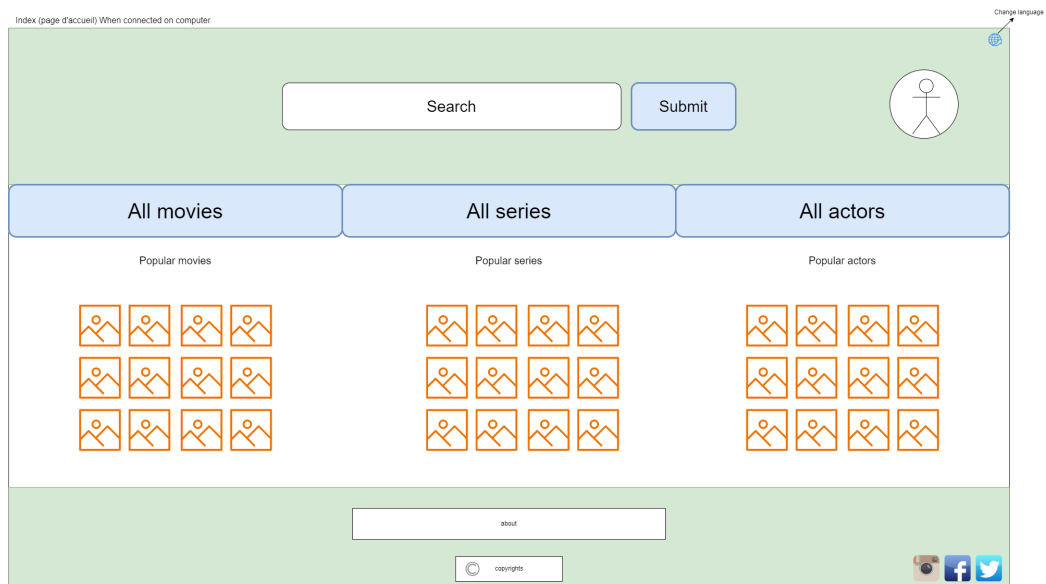 Change language
Index (page d'accueil) When connected on computer
Search
Submit
All movies
All series
All actors
Popular movies
Popular series
Popular actors
about
© copyrights